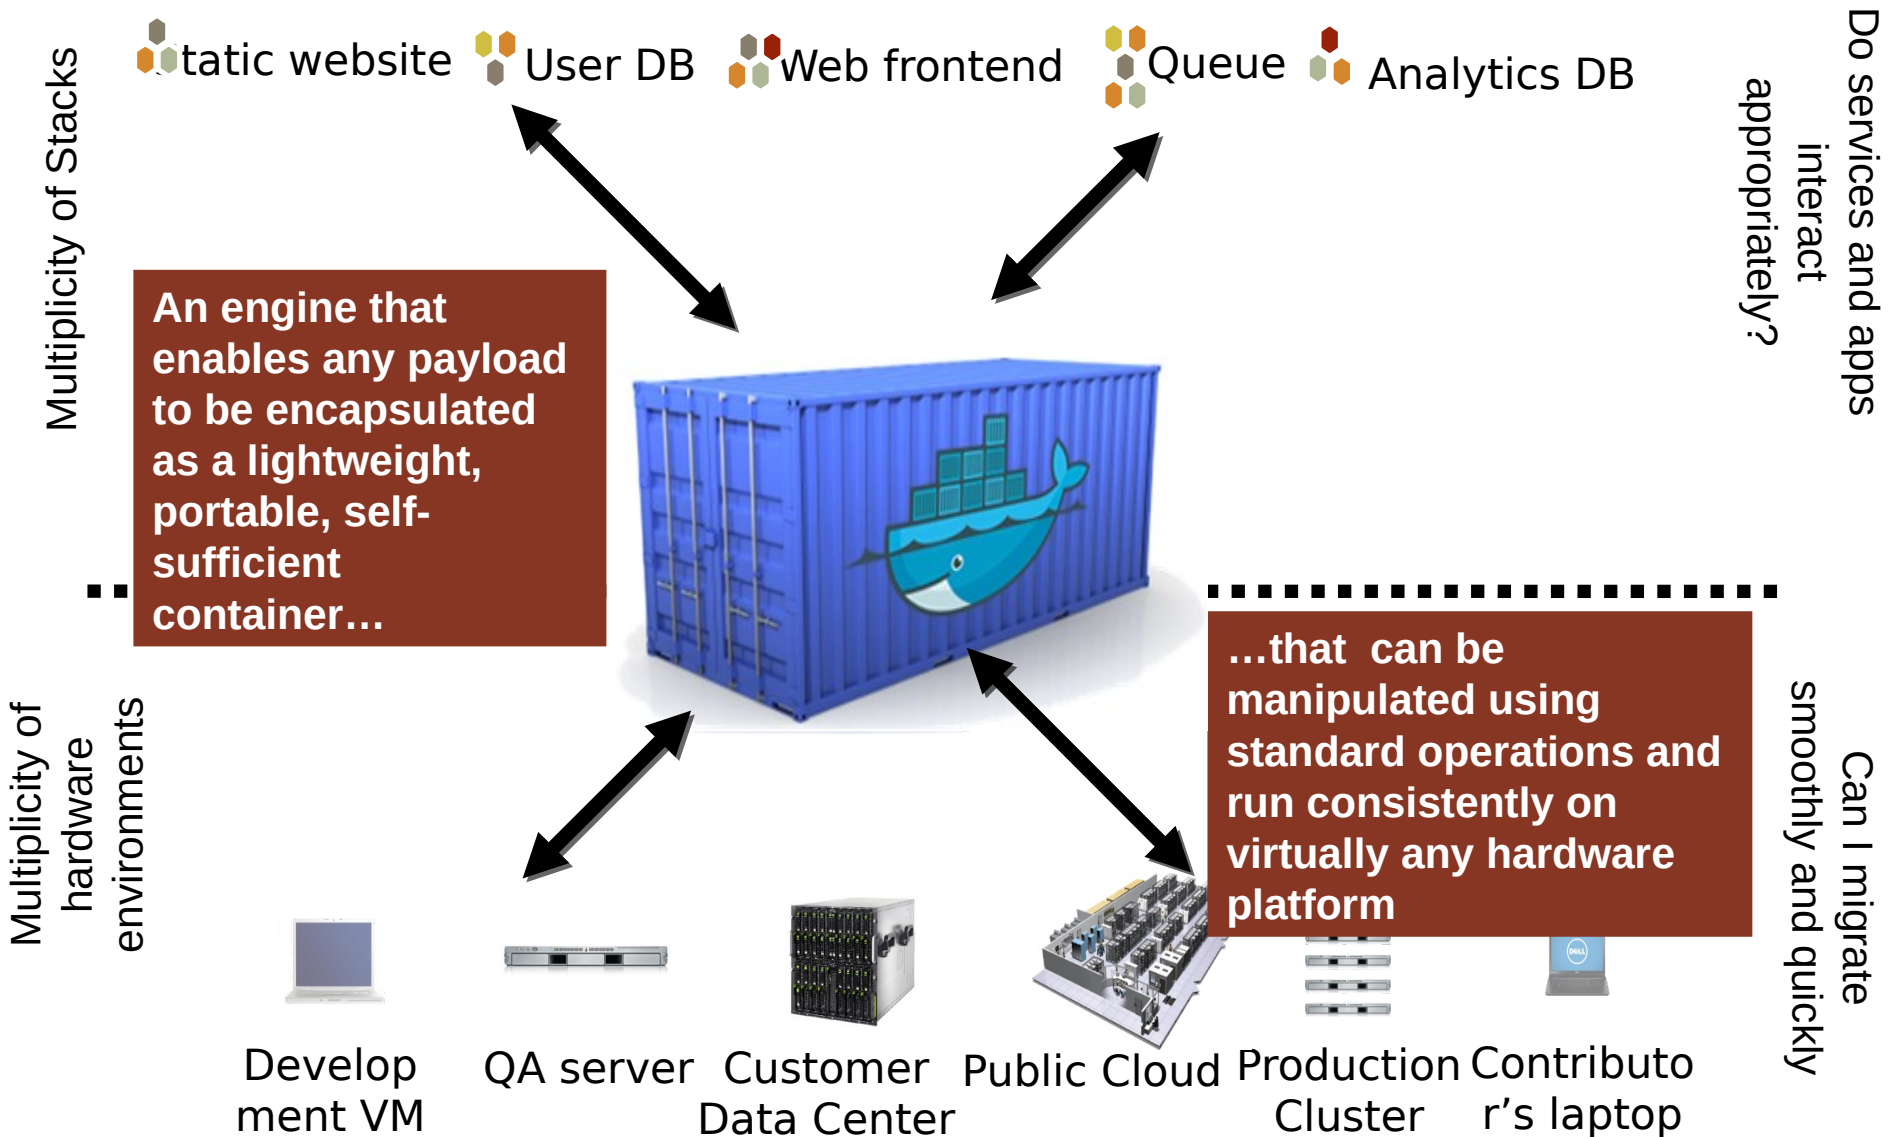 Static website
User DB
Web frontend
Queue
Analytics DB
Multiplicity of Stacks
Do services and apps
interact
appropriately?
An engine that
enables any payload
to be encapsulated
as a lightweight,
portable, self-
sufficient
container…
…that  can be
manipulated using
standard operations and
run consistently on
virtually any hardware
platform
Multiplicity of
hardware
environments
Can I migrate
smoothly and quickly
DELL
Develop
ment VM
QA server
Customer
Data Center
Public Cloud
Production
Cluster
Contributo
r’s laptop